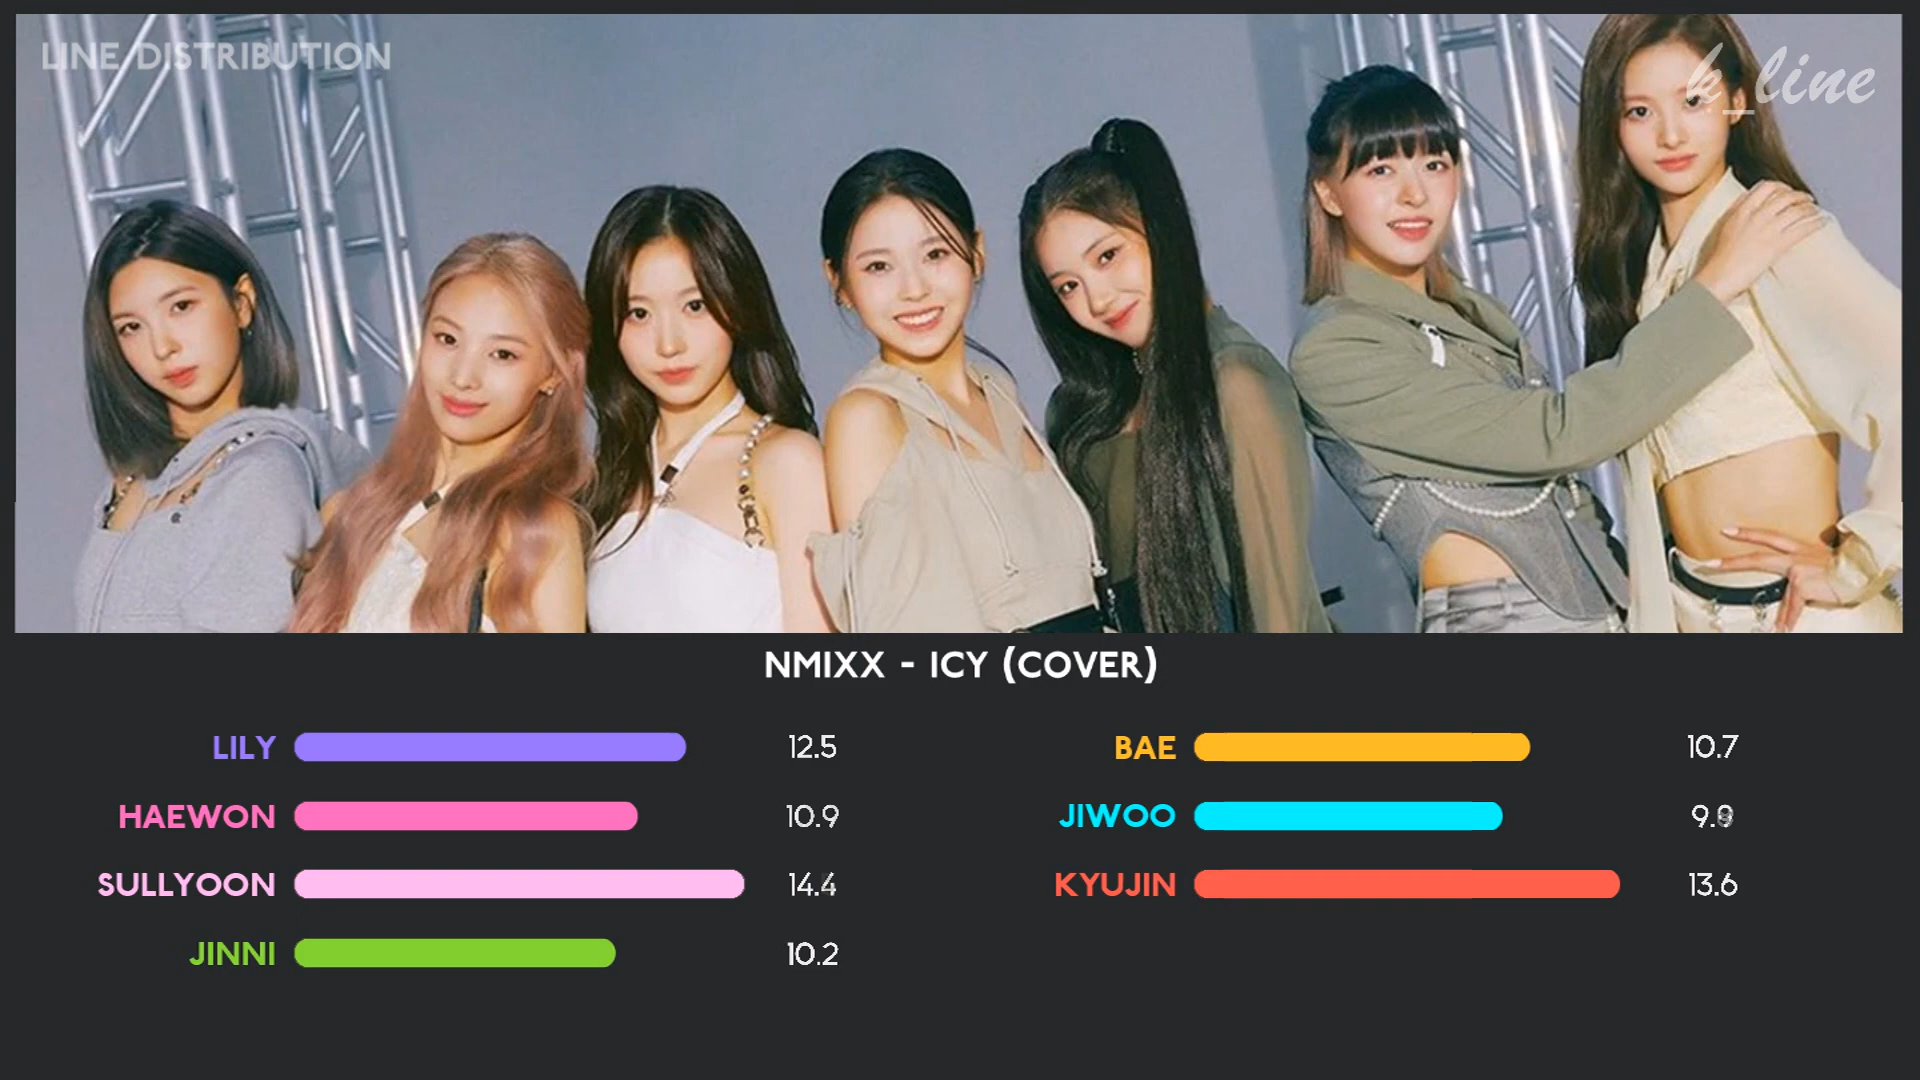 LINE DISTRIBUTION
k_line
NMIXX - ICY (COVER)
LILY 12.5
HAEWON 10.9
SULLYOON 14.4
JINNI 10.2
BAE 10.7
JIWOO
KYUJIN 13.6